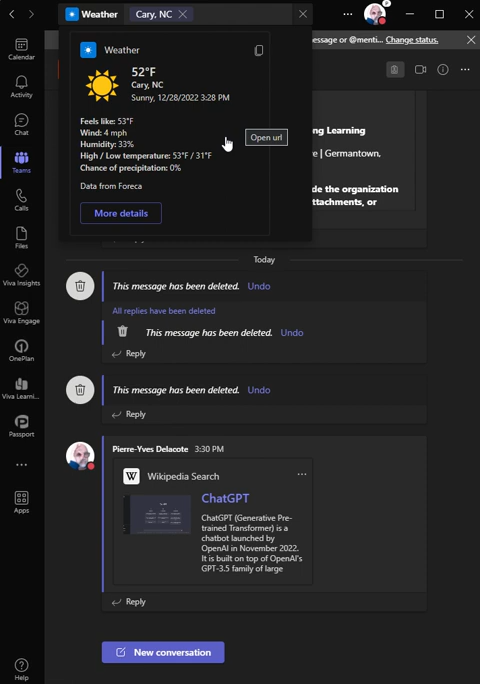 Weather
Cary, NC
essage or @menti... Change status.
Weather
52°F
Cary, NC
Sunny, 12/28/2022 3:28 PM
Feels like: 53°F
Wind: 4 mph
Humidity: 33%
High / Low temperature: 53°F / 31°F
Chance of precipitation: 0%
Data from Foreca
More details
Open url
Calendar
Activity
Chat
Teams
Calls
Files
Viva Insights
Viva Engage
OnePlan
Viva Learni...
Passport
Apps
Help
ng Learning
e | Germantown,
de the organization
ttachments, or
Today
This message has been deleted. Undo
All replies have been deleted
This message has been deleted. Undo
Reply
This message has been deleted. Undo
Reply
Pierre-Yves Delacote 3:30 PM
W Wikipedia Search
ChatGPT
ChatGPT (Generative Pre-
trained Transformer) is a
chatbot launched by
OpenAI in November 2022.
It is built on top of OpenAI's
GPT-3.5 family of large
Reply
New conversation